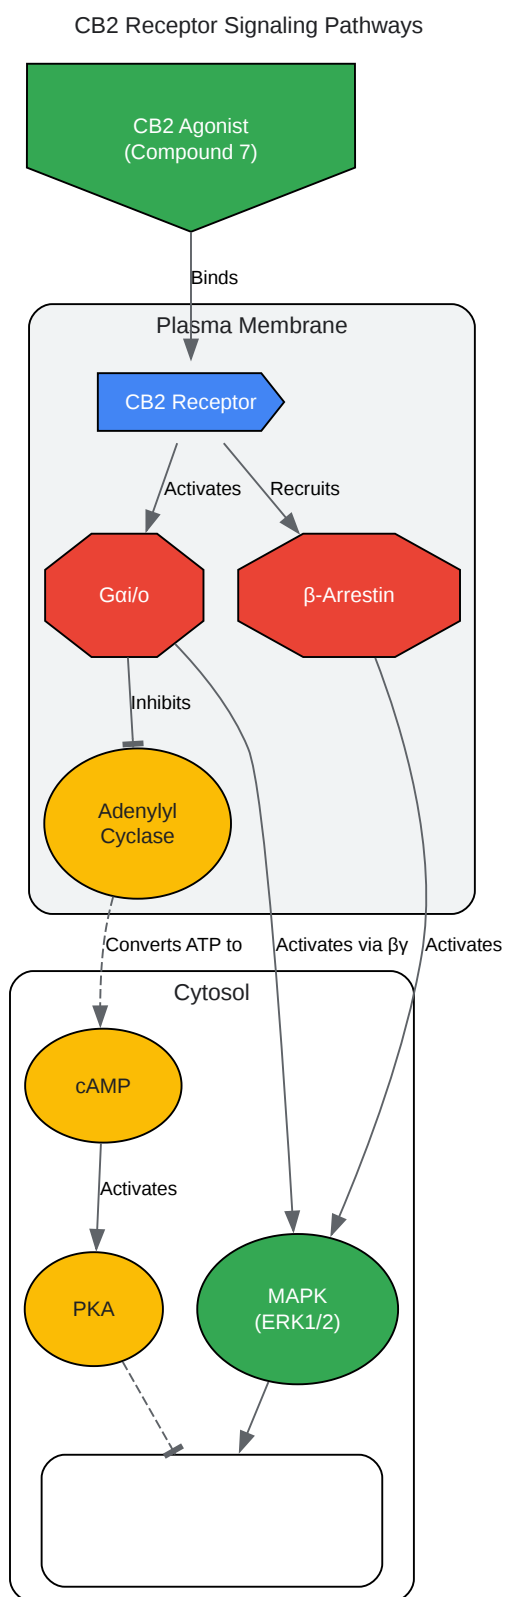 CB2 Receptor Signaling Pathways
CB2 Agonist
(Compound 7)
Binds
Plasma Membrane
CB2 Receptor
Activates
Recruits
Gαi/o
β-Arrestin
Inhibits
Adenylyl
Cyclase
Converts ATP to
Activates via βγ
Activates
Cytosol
cAMP
Activates
PKA
MAPK
(ERK1/2)